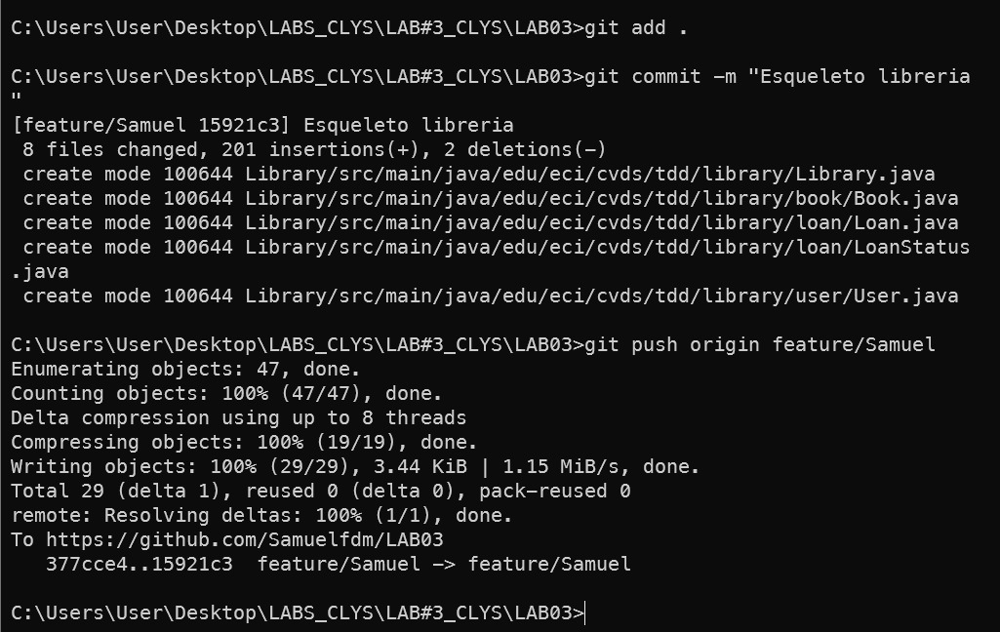 C:\Users\User\Desktop\LABS_CLYS\LAB#3_CLYS\LAB03>git add .
C:\Users\User\Desktop\LABS_CLYS\LAB#3_CLYS\LAB03>git commit -m "Esqueleto libreria
"
[feature/Samuel 15921c3] Esqueleto libreria
 8 files changed, 201 insertions(+), 2 deletions(-)
 create mode 100644 Library/src/main/java/edu/eci/cvds/tdd/library/Library.java
 create mode 100644 Library/src/main/java/edu/eci/cvds/tdd/library/book/Book.java
 create mode 100644 Library/src/main/java/edu/eci/cvds/tdd/library/loan/Loan.java
 create mode 100644 Library/src/main/java/edu/eci/cvds/tdd/library/loan/LoanStatus
.java
 create mode 100644 Library/src/main/java/edu/eci/cvds/tdd/library/user/User.java
C:\Users\User\Desktop\LABS_CLYS\LAB#3_CLYS\LAB03>git push origin feature/Samuel
Enumerating objects: 47, done.
Counting objects: 100% (47/47), done.
Delta compression using up to 8 threads
Compressing objects: 100% (19/19), done.
Writing objects: 100% (29/29), 3.44 KiB | 1.15 MiB/s, done.
Total 29 (delta 1), reused 0 (delta 0), pack-reused 0
remote: Resolving deltas: 100% (1/1), done.
To https://github.com/Samuelfdm/LAB03
   377cce4..15921c3  feature/Samuel -> feature/Samuel
C:\Users\User\Desktop\LABS_CLYS\LAB#3_CLYS\LAB03>